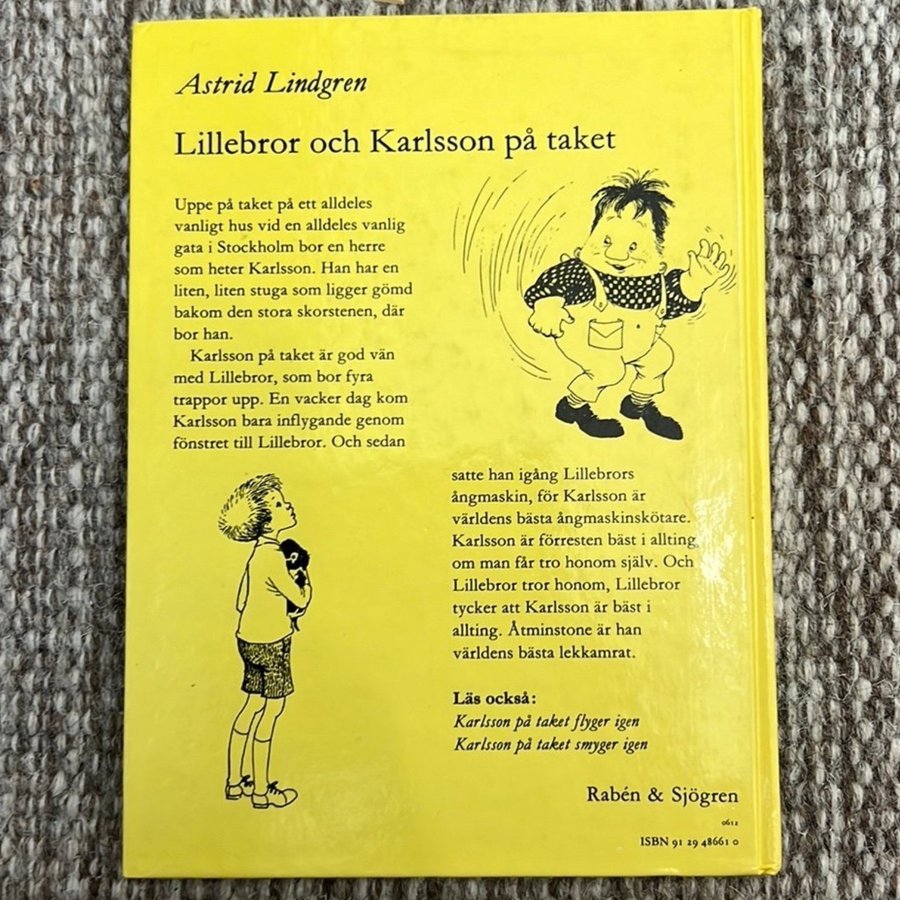 Astrid Lindgren
Lillebror och Karlsson på taket
Uppe på taket på ett alldeles
vanligt hus vid en alldeles vanlig
gata i Stockholm bor en herre
som heter Karlsson. Han har en
liten, liten stuga som ligger gömd
bakom den stora skorstenen, där
bor han.
Karlsson på taket är god vän
med Lillebror, som bor fyra
trappor upp. En vacker dag kom
Karlsson bara inflygande genom
fönstret till Lillebror. Och sedan
satte han igång Lillebrors
ångmaskin, för Karlsson är
världens bästa ångmaskinskötare.
Karlsson är förresten bäst i allting,
om man får tro honom själv. Och
Lillebror tror honom, Lillebror
tycker att Karlsson är bäst i
allting. Åtminstone är han
världens bästa lekkamrat.
Läs också:
Karlsson på taket flyger igen
Karlsson på taket smyger igen
Rabén & Sjögren
0612
ISBN 91 29 48661 0